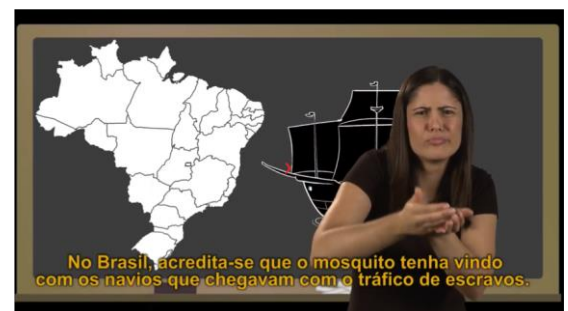 No Brasil, acredita-se que o mosquito tenha vindo
com os navios que chegavam com o tráfico de escravos.